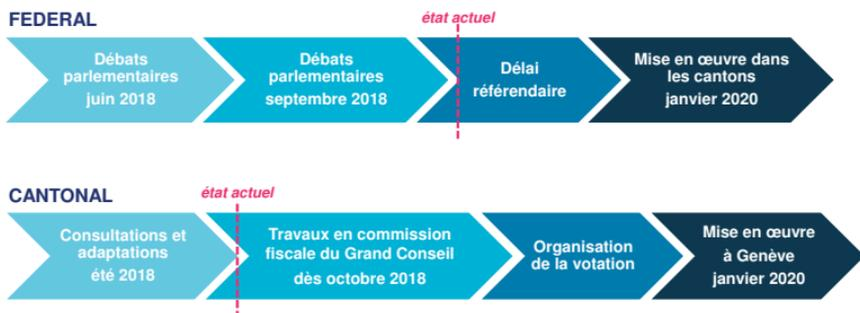 FEDERAL
état actuel
Débats
parlementaires
juin 2018
Débats
parlementaires
septembre 2018
Délai
référendaire
Mise en œuvre dans
les cantons
janvier 2020
CANTONAL
état actuel
Consultations et
adaptations
été 2018
Travaux en commission
fiscale du Grand Conseil
dès octobre 2018
Organisation
de la votation
Mise en œuvre
à Genève
janvier 2020